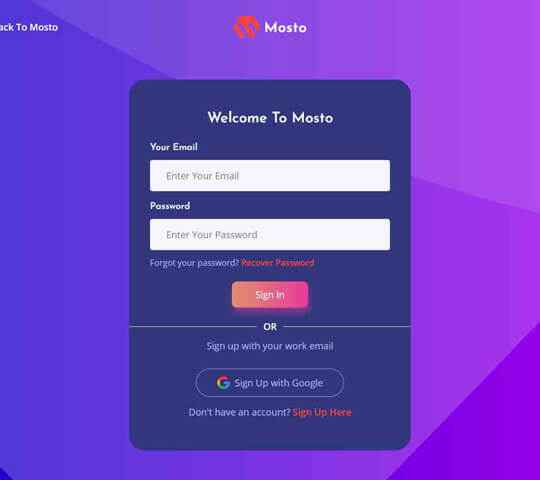 To Mosto
Mosto
Welcome To Mosto
Your Email
Enter Your Email
Password
Enter Your Password
Forgot your password? Recover Password
Sign In
OR
Sign up with your work email
Sign Up with Google
Don't have an account? Sign Up Here